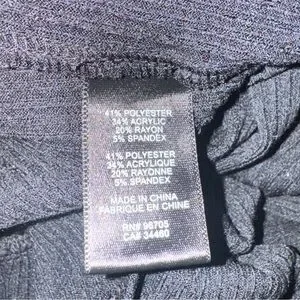 41% POLYESTER
34% ACRYLIC
20% RAYON
5% SPANDEX
41% POLYESTER
34% ACRYLIQUE
20% RAYONNE
5% SPANDEX
MADE IN CHINA
FABRIQUE EN CHINE
RN# 96705
CA# 34480